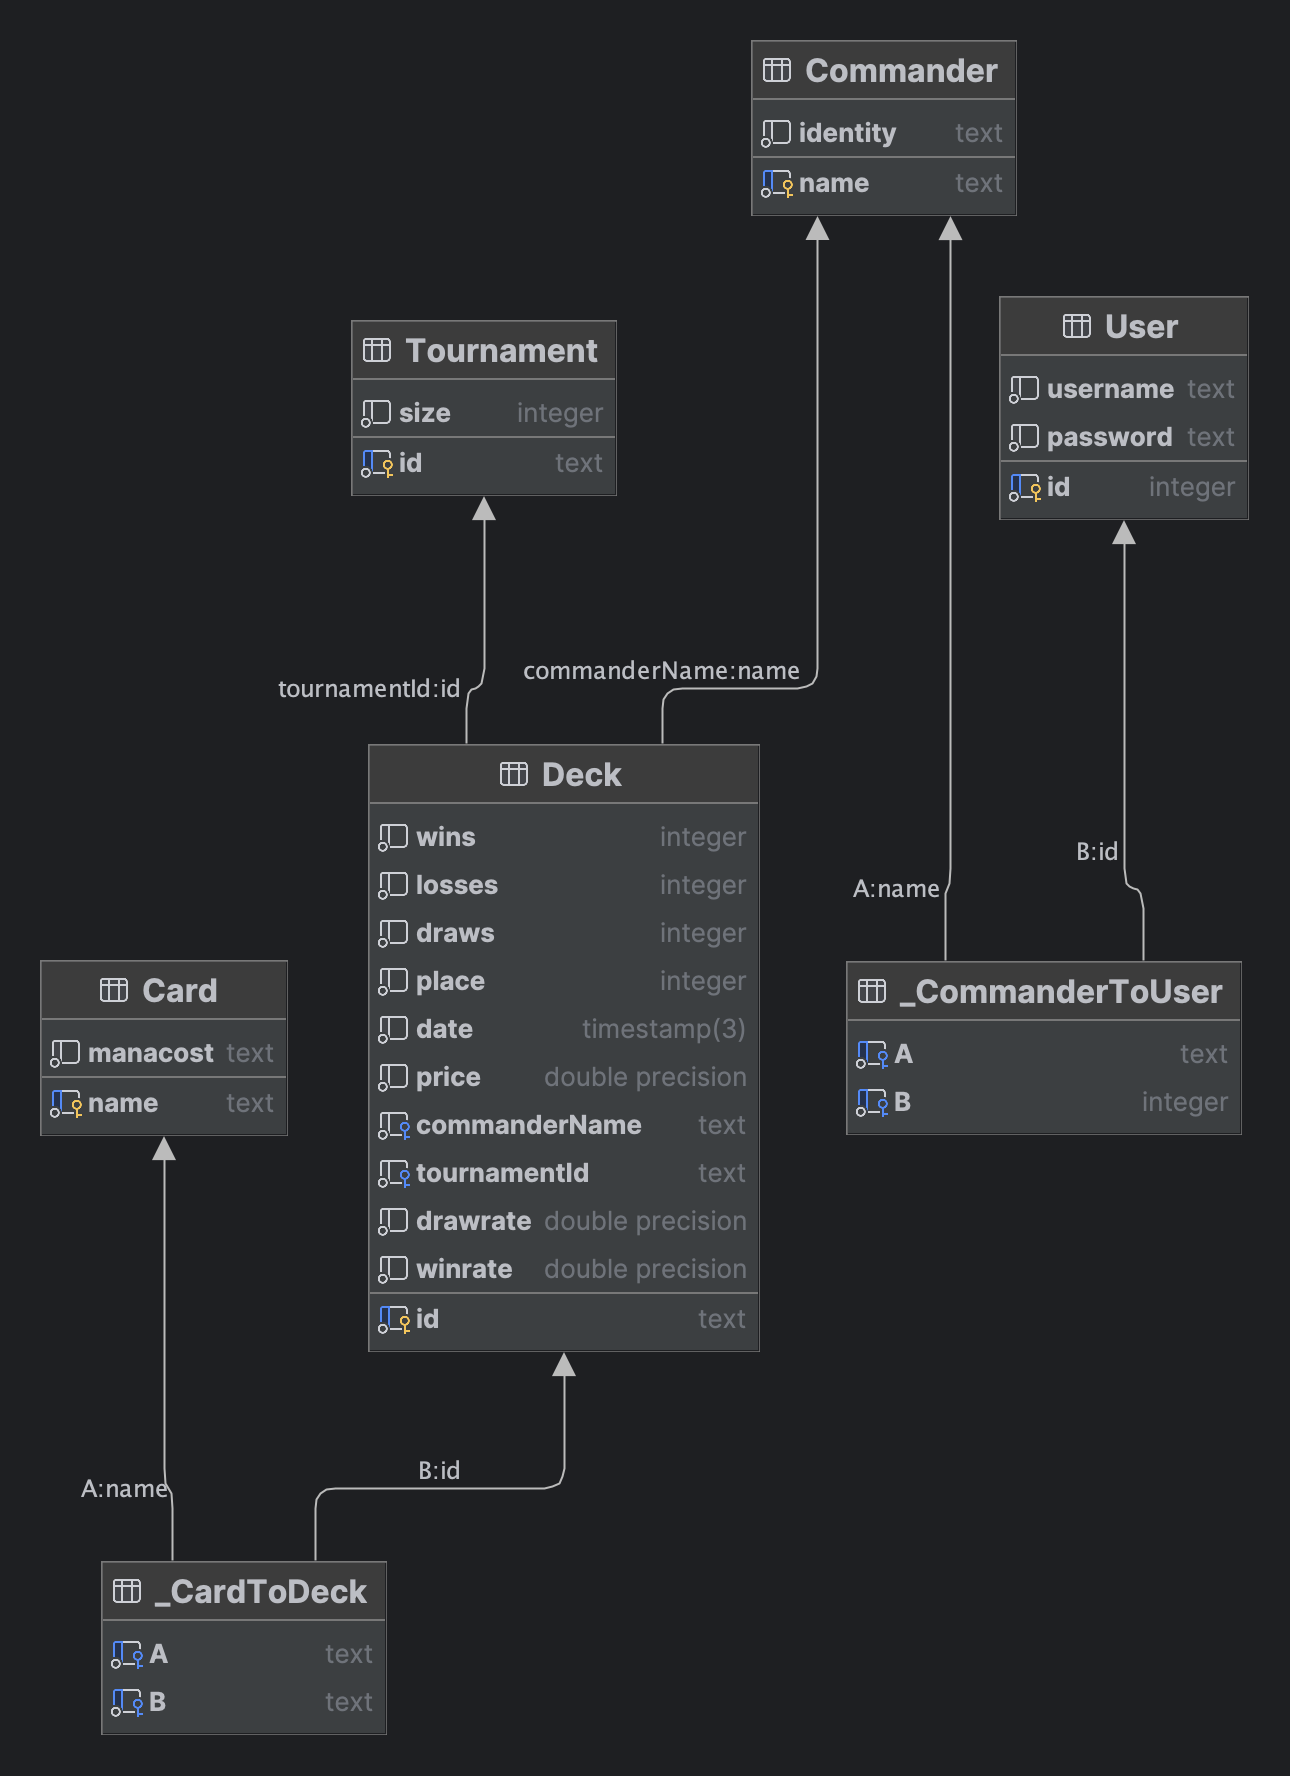 Commander
identity text
name text
User
username text
password text
id integer
Tournament
size integer
id text
tournamentId:id
commanderName:name
Deck
wins integer
losses integer
draws integer
place integer
date timestamp(3)
price double precision
commanderName text
tournamentId text
drawrate double precision
winrate double precision
id text
B:id
A:name
_CommanderToUser
A text
B integer
Card
manacost text
name text
B:id
A:name
_CardToDeck
A text
B text